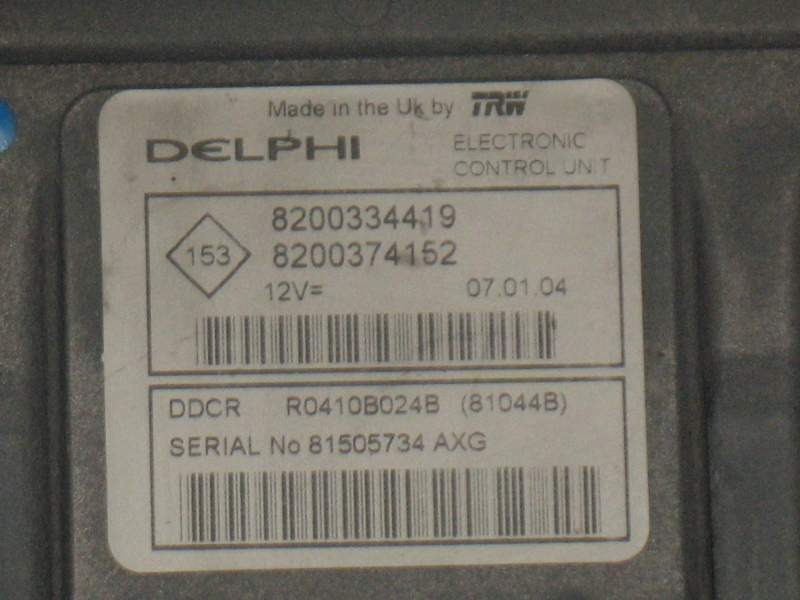 Made in the Uk by TRW
DELPHI
ELECTRONIC
CONTROL UNIT
153
8200334419
8200374152
12V=
07.01.04
DDCR R0410B024B (81044B)
SERIAL No 81505734 AXG